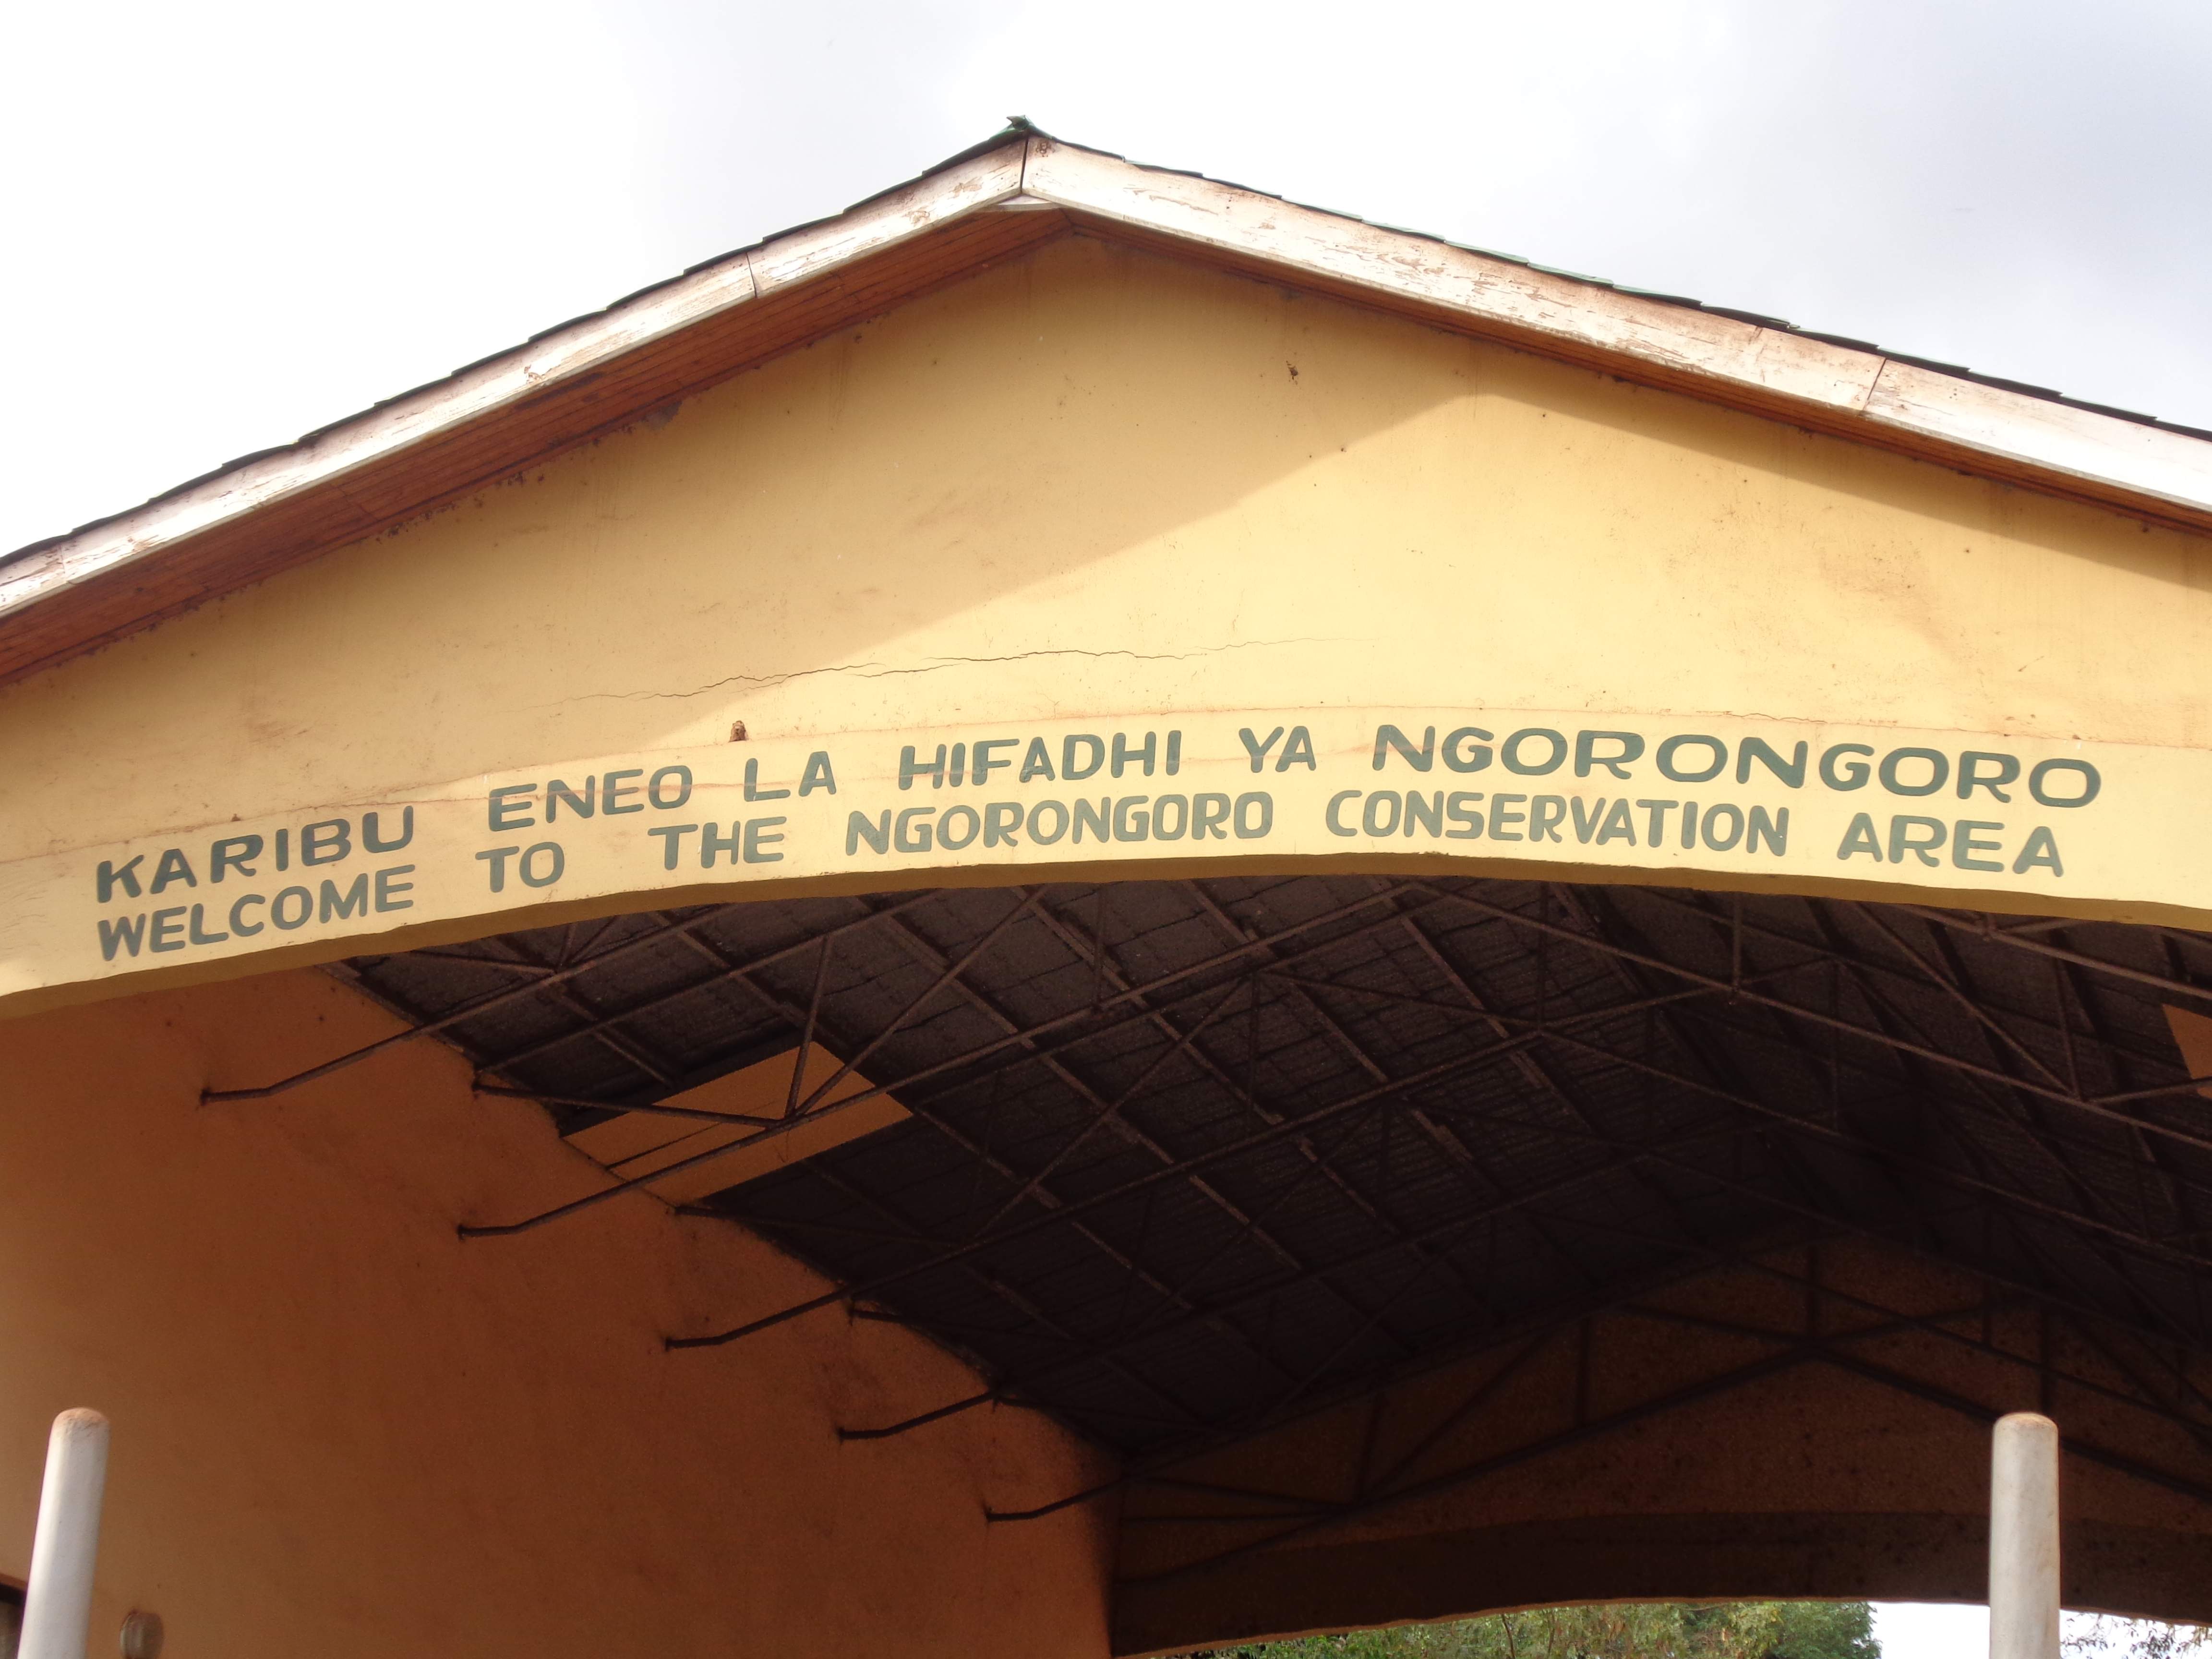 KARIBU ENEO LA HIFADHI YA NGORONGORO
WELCOME TO THE NGORONGORO CONSERVATION AREA